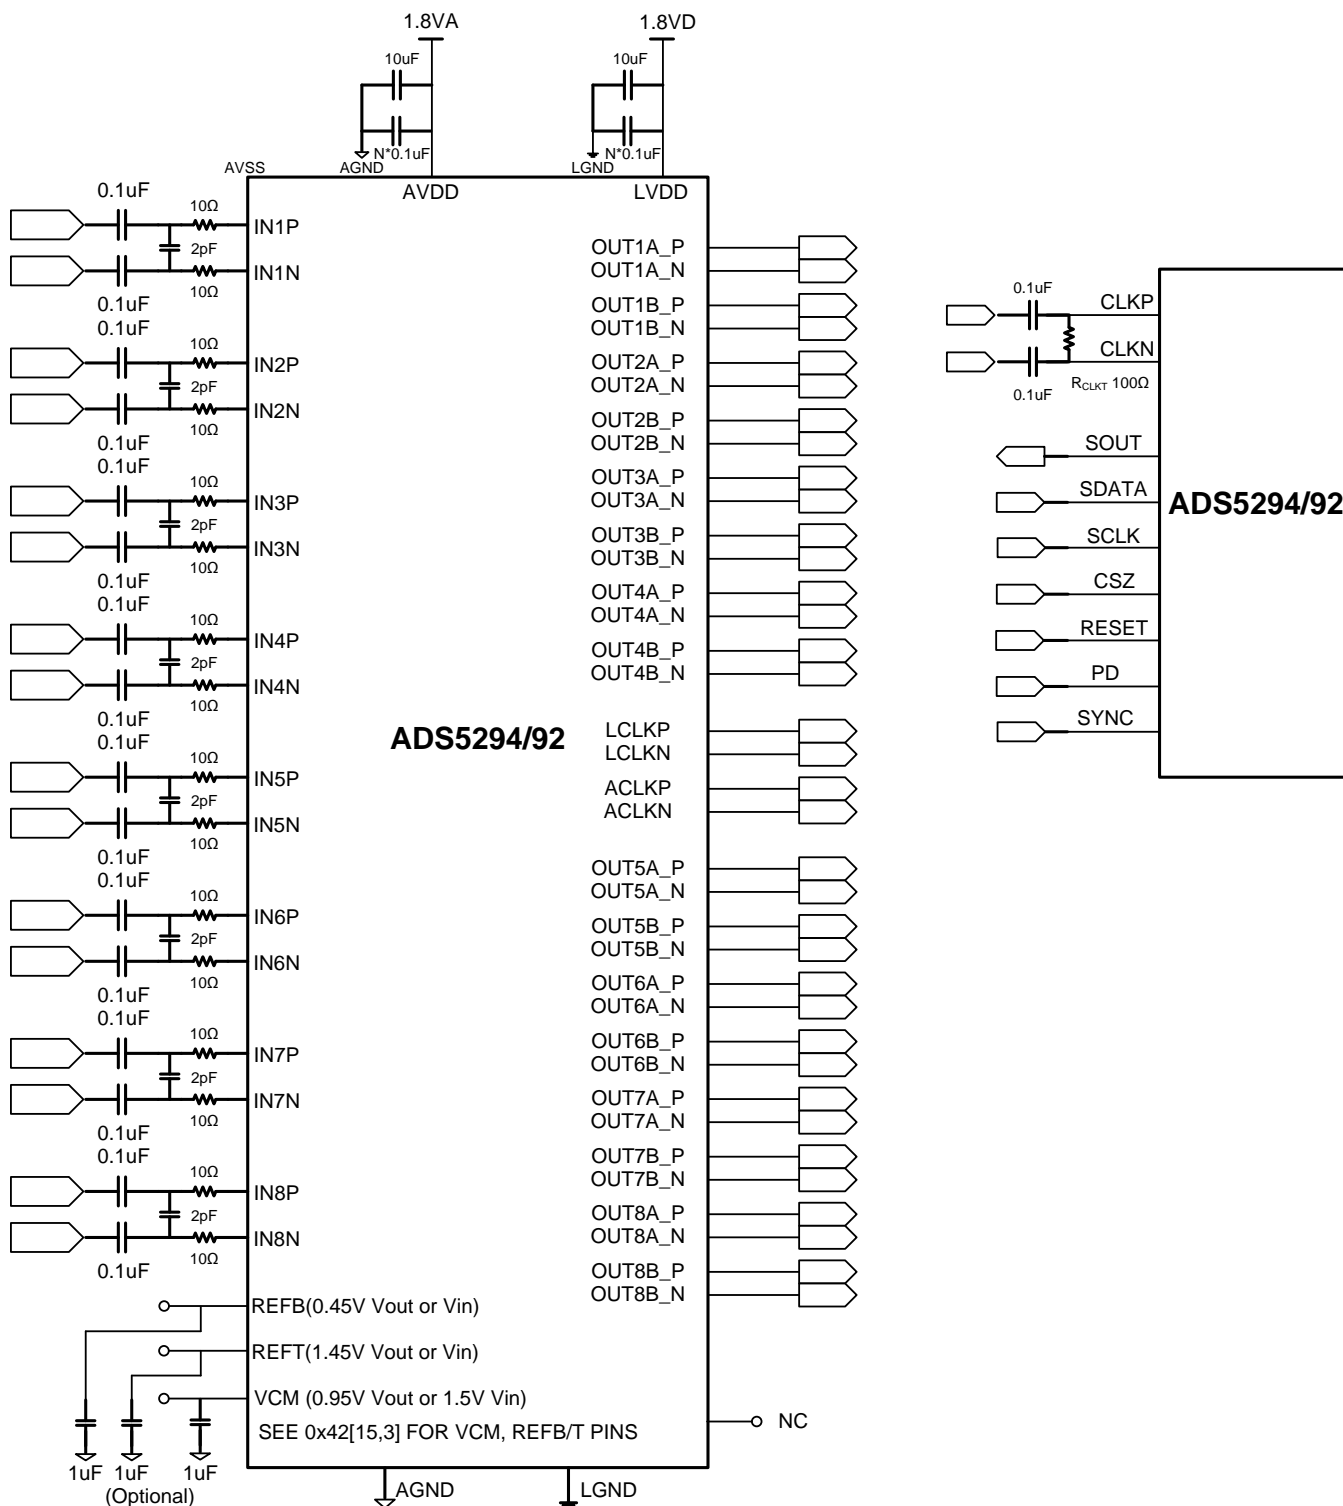 1.8VA
1.8VD
10uF
10uF
N*0.1uF
N*0.1uF
AVSS
AGND
LGND
AVDD
LVDD
0.1uF
10Ω
IN1P
2pF
IN1N
10Ω
0.1uF
0.1uF
10Ω
IN2P
2pF
IN2N
10Ω
0.1uF
0.1uF
10Ω
IN3P
2pF
IN3N
10Ω
0.1uF
0.1uF
10Ω
IN4P
2pF
IN4N
10Ω
0.1uF
0.1uF
10Ω
IN5P
2pF
IN5N
10Ω
0.1uF
0.1uF
10Ω
IN6P
2pF
IN6N
10Ω
0.1uF
0.1uF
10Ω
IN7P
2pF
IN7N
10Ω
0.1uF
0.1uF
10Ω
IN8P
2pF
IN8N
10Ω
0.1uF
REFB(0.45V Vout or Vin)
REFT(1.45V Vout or Vin)
VCM (0.95V Vout or 1.5V Vin)
SEE 0x42[15,3] FOR VCM, REFB/T PINS
1uF
1uF
1uF
(Optional)
AGND
LGND
ADS5294/92
OUT1A_P
OUT1A_N
OUT1B_P
OUT1B_N
OUT2A_P
OUT2A_N
OUT2B_P
OUT2B_N
OUT3A_P
OUT3A_N
OUT3B_P
OUT3B_N
OUT4A_P
OUT4A_N
OUT4B_P
OUT4B_N
LCLKP
LCLKN
ACLKP
ACLKN
OUT5A_P
OUT5A_N
OUT5B_P
OUT5B_N
OUT6A_P
OUT6A_N
OUT6B_P
OUT6B_N
OUT7A_P
OUT7A_N
OUT7B_P
OUT7B_N
OUT8A_P
OUT8A_N
OUT8B_P
OUT8B_N
NC
0.1uF
CLKP
CLKN
0.1uF
RCLKT 100Ω
SOUT
SDATA
SCLK
CSZ
RESET
PD
SYNC
ADS5294/92